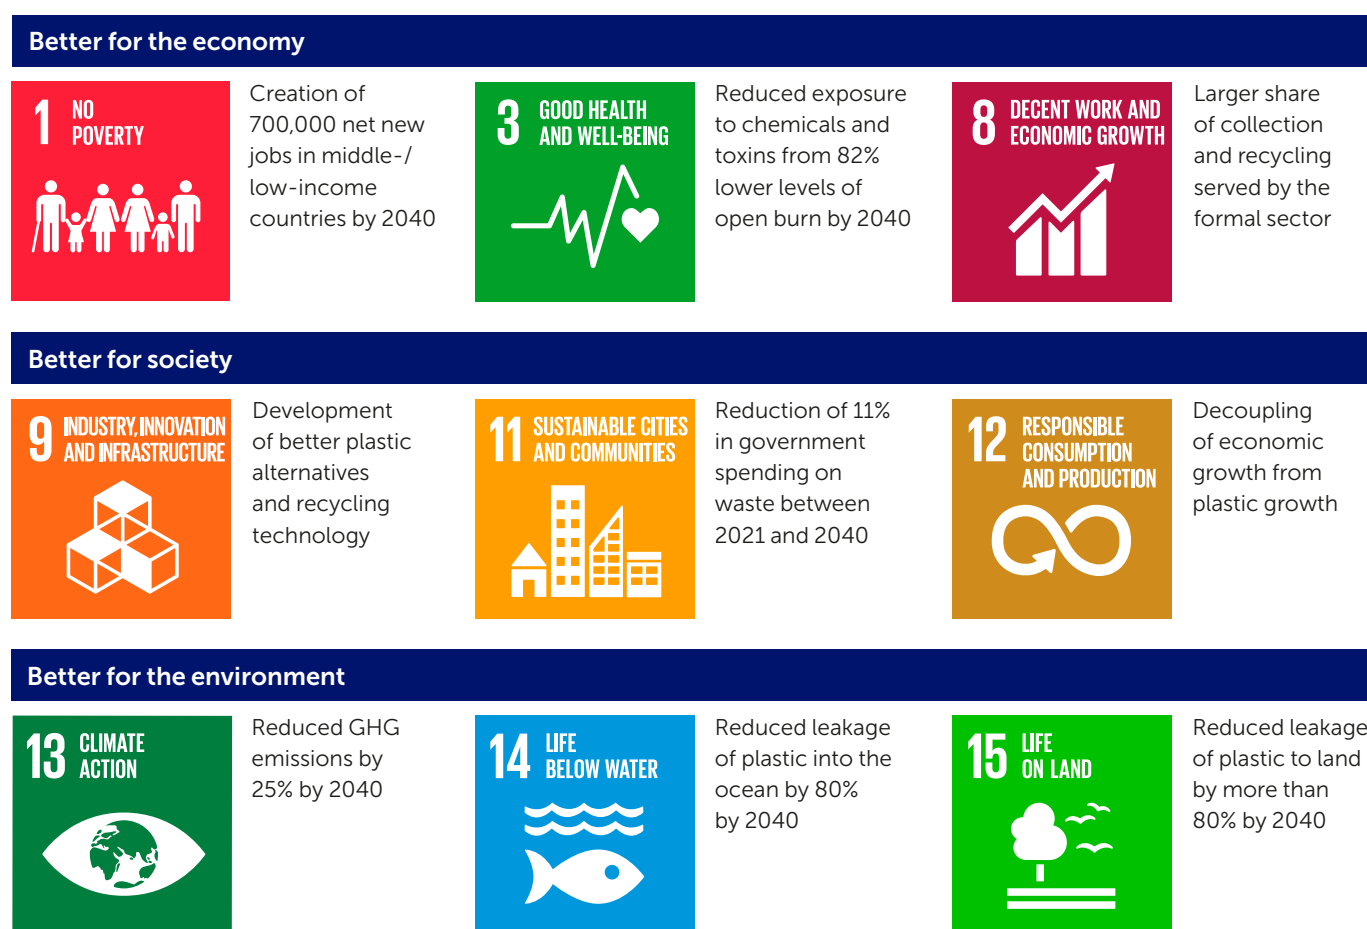 Better for the economy
1 NO
POVERTY
Creation of
700,000 net new
jobs in middle-/
low-income
countries by 2040
3 GOOD HEALTH
AND WELL-BEING
Reduced exposure
to chemicals and
toxins from 82%
lower levels of
open burn by 2040
8 DECENT WORK AND
ECONOMIC GROWTH
Larger share
of collection
and recycling
served by the
formal sector
Better for society
9 INDUSTRY, INNOVATION
AND INFRASTRUCTURE
Development
of better plastic
alternatives
and recycling
technology
11 SUSTAINABLE CITIES
AND COMMUNITIES
Reduction of 11%
in government
spending on
waste between
2021 and 2040
12 RESPONSIBLE
CONSUMPTION
AND PRODUCTION
Decoupling
of economic
growth from
plastic growth
Better for the environment
13 CLIMATE
ACTION
Reduced GHG
emissions by
25% by 2040
14 LIFE
BELOW WATER
Reduced leakage
of plastic into the
ocean by 80%
by 2040
15 LIFE
ON LAND
Reduced leakage
of plastic to land
by more than
80% by 2040